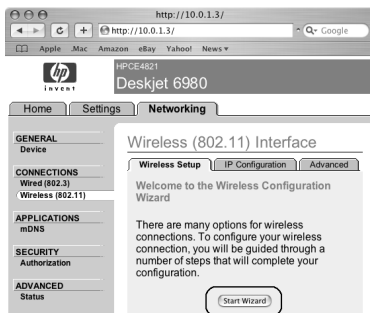 http://10.0.1.3/
http://10.0.1.3/
Q Google
Apple .Mac Amazon eBay Yahoo! News
hp
invent
HPCE4821
Deskjet 6980
Home Settings Networking
GENERAL
Device
CONNECTIONS
Wired (802.3)
Wireless (802.11)
APPLICATIONS
mDNS
SECURITY
Authorization
ADVANCED
Status
Wireless (802.11) Interface
Wireless Setup IP Configuration Advanced
Welcome to the Wireless Configuration
Wizard
There are many options for wireless
connections. To configure your wireless
connection, you will be guided through a
number of steps that will complete your
configuration.
Start Wizard